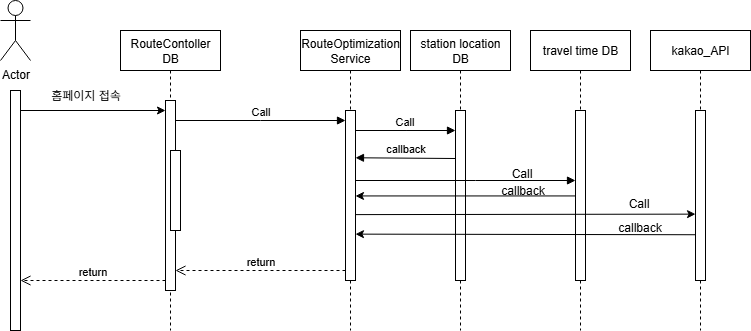 Actor
RouteContoller
DB
RouteOptimization
Service
station location
DB
travel time DB
kakao_API
홈페이지 접속
Call
Call
callback
Call
callback
Call
callback
return
return